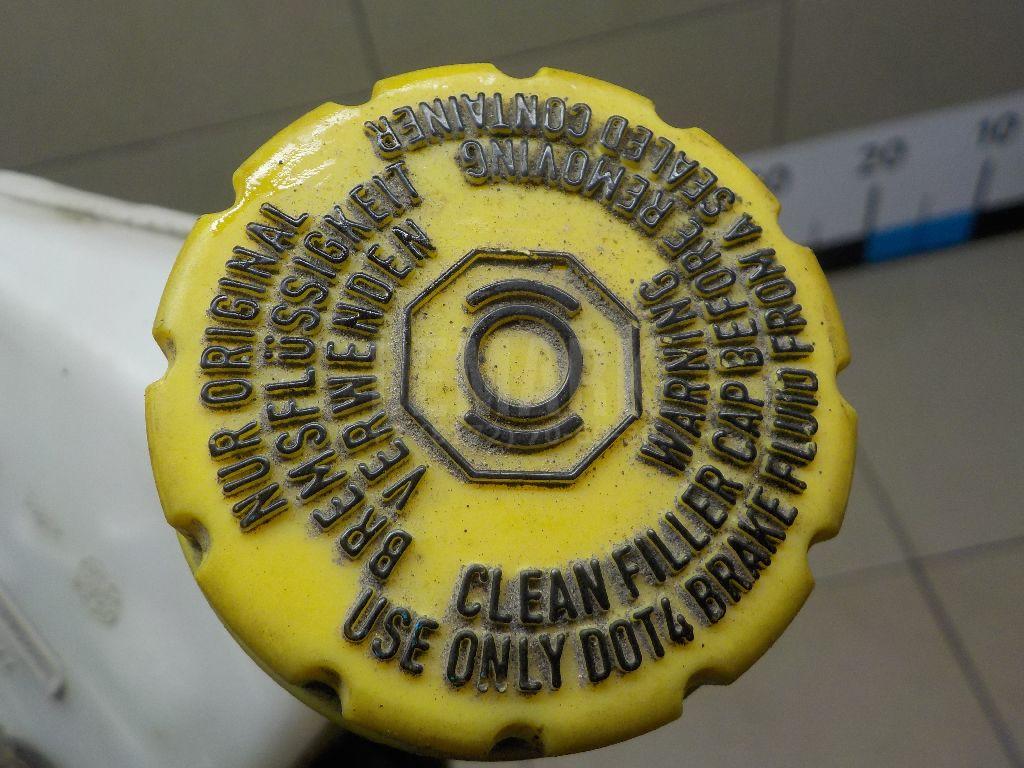 NUR ORIGINAL
BREMSFLÜSSIGKEIT
VERWENDEN
WARNING
CLEAN FILLER CAP BEFORE REMOVING
USE ONLY DOT4 BRAKE FLUID FROM A SEALED CONTAINER
20
10